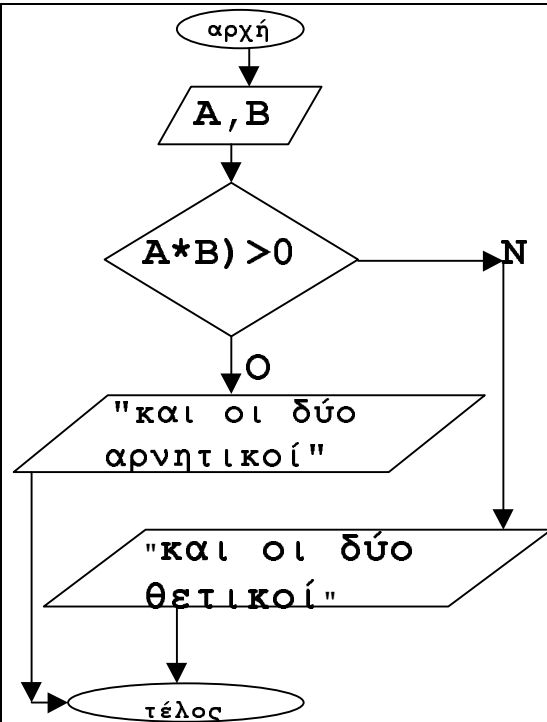 αρχή
A,B
A*B)>0
N
O
"και οι δύο
αρνητικοί"
"και οι δύο
θετικοί"
τέλος